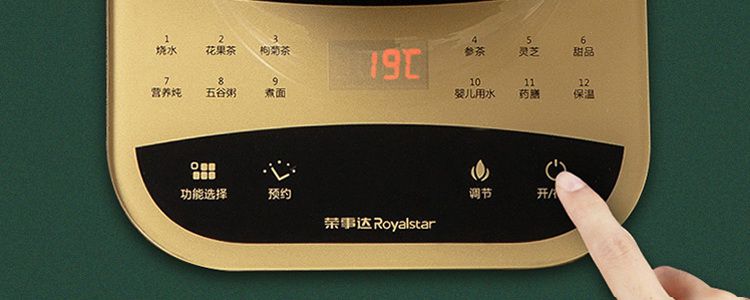 1 2 3 4 5 6
烧水 花果茶 枸菊茶 参茶 灵芝 甜品
19℃
7 8 9 10 11 12
营养炖 五谷粥 煮面 婴儿用水 药膳 保温
功能选择 预约 调节 开/
荣事达 Royalstar